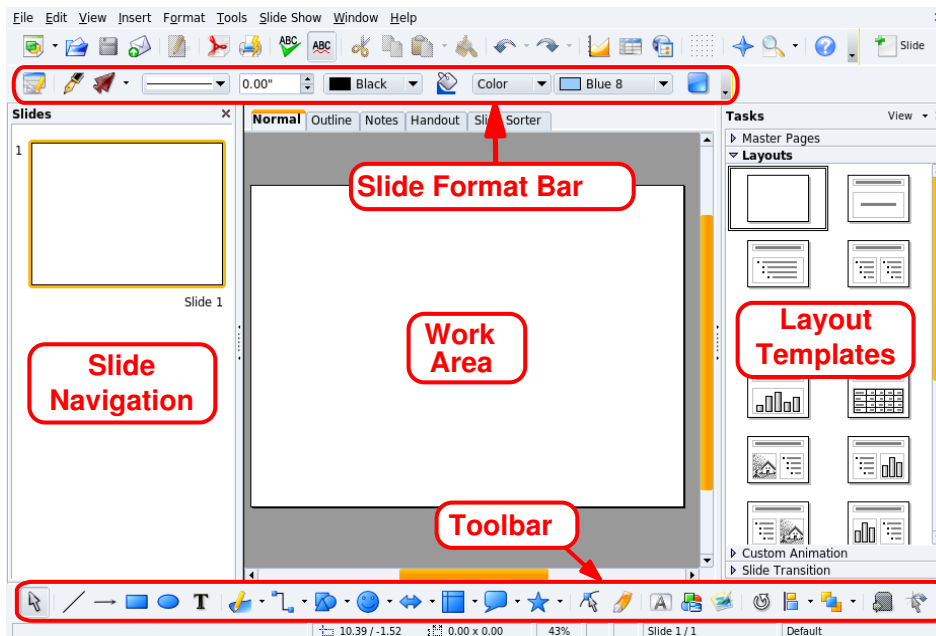 File Edit View Insert Format Tools Slide Show Window Help
ABC ABC Slide
0.00" Black Color Blue 8
Slides
Normal Outline Notes Handout Slide Sorter
Tasks View
1
Master Pages
Layouts
Slide Format Bar
Slide 1
Work
Area
Layout
Templates
Slide
Navigation
Toolbar
Custom Animation
Slide Transition
T A
10.39 / -1.52 0.00 x 0.00 43% Slide 1 / 1 Default